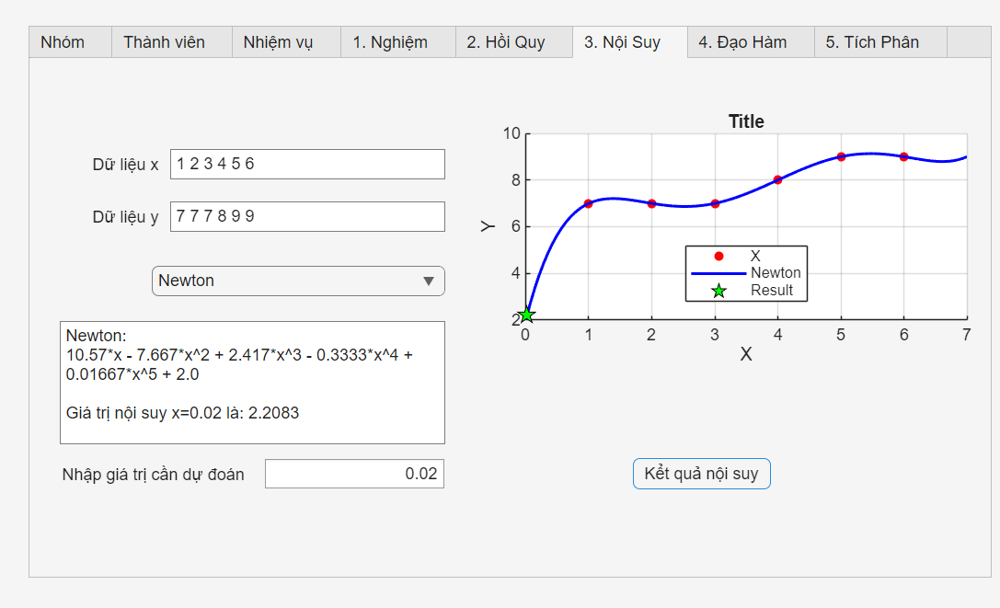 Nhóm Thành viên Nhiệm vụ 1. Nghiệm 2. Hồi Quy 3. Nội Suy 4. Đạo Hàm 5. Tích Phân
Dữ liệu x 1 2 3 4 5 6
Dữ liệu y 7 7 7 8 9 9
Newton
Newton:
10.57*x - 7.667*x^2 + 2.417*x^3 - 0.3333*x^4 +
0.01667*x^5 + 2.0
Giá trị nội suy x=0.02 là: 2.2083
Nhập giá trị cần dự đoán 0.02
Title
10
8
6
4
2
Y
X
Newton
Result
0 1 2 3 4 5 6 7
X
Kết quả nội suy